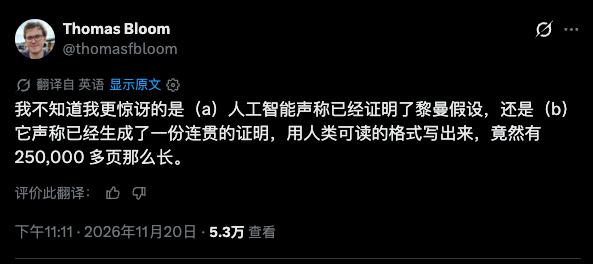 Thomas Bloom
@thomasfbloom
翻译自 英语 显示原文
我不知道我更惊讶的是（a）人工智能声称已经证明了黎曼假设，还是（b）
它声称已经生成了一份连贯的证明，用人类可读的格式写出来，竟然有
250,000 多页那么长。
评价此翻译：
下午11:11 · 2026年11月20日 · 5.3万 查看